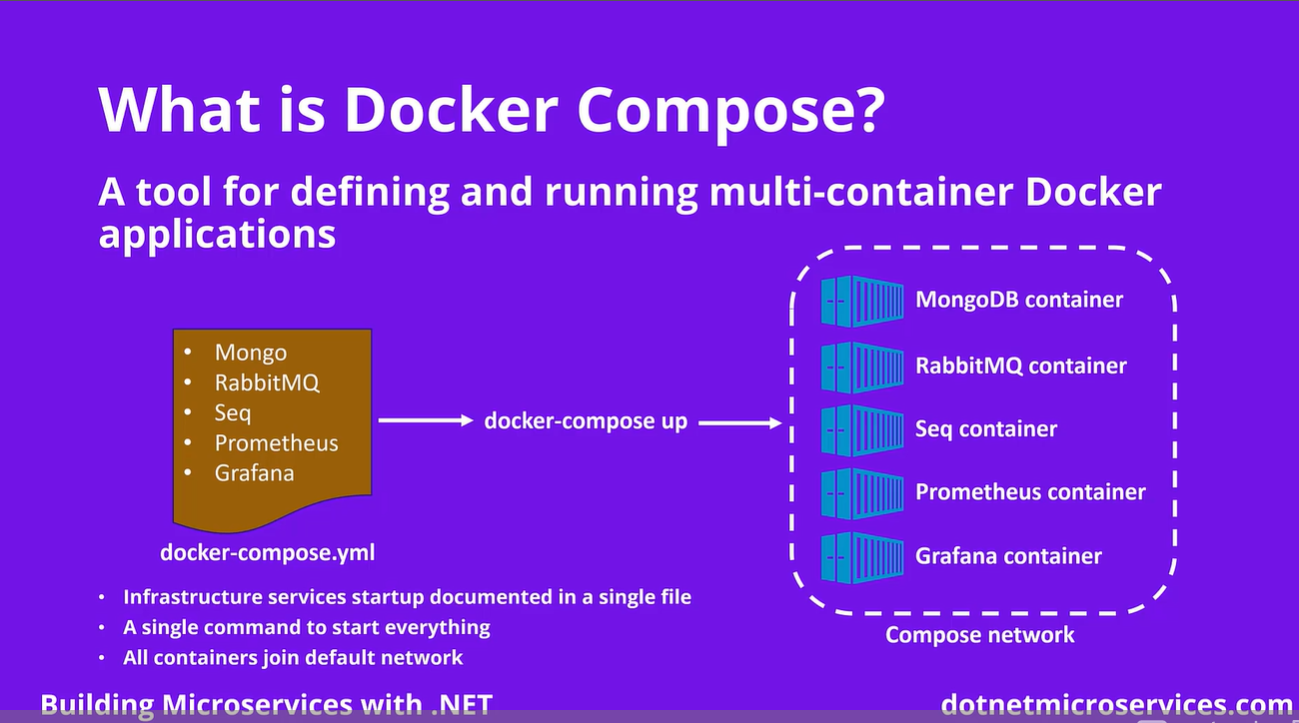 What is Docker Compose?
A tool for defining and running multi-container Docker
applications
• Mongo
• RabbitMQ
• Seq
• Prometheus
• Grafana
docker-compose.yml
docker-compose up
MongoDB container
RabbitMQ container
Seq container
Prometheus container
Grafana container
Compose network
• Infrastructure services startup documented in a single file
• A single command to start everything
• All containers join default network
Building Microservices with .NET
dotnetmicroservices.com